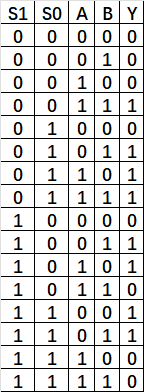 S1 S0 A B Y
0 0 0 0 0
0 0 0 1 0
0 0 1 0 0
0 0 1 1 1
0 1 0 0 0
0 1 0 1 1
0 1 1 0 1
0 1 1 1 1
1 0 0 0 0
1 0 0 1 1
1 0 1 0 1
1 0 1 1 0
1 1 0 0 1
1 1 0 1 1
1 1 1 0 0
1 1 1 1 0